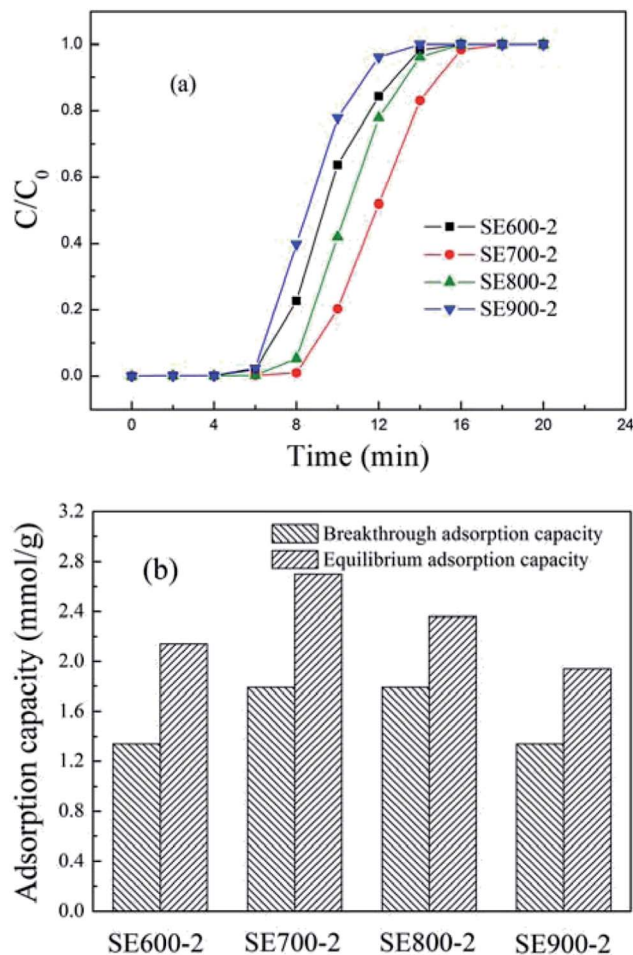 (a)
C/C₀
1.0
0.8
0.6
0.4
0.2
0.0
SE600-2
SE700-2
SE800-2
SE900-2
0 4 8 12 16 20 24
Time (min)
(b)
Adsorption capacity (mmol/g)
3.2
2.8
2.4
2.0
1.6
1.2
0.8
0.4
0.0
Breakthrough adsorption capacity
Equilibrium adsorption capacity
SE600-2 SE700-2 SE800-2 SE900-2